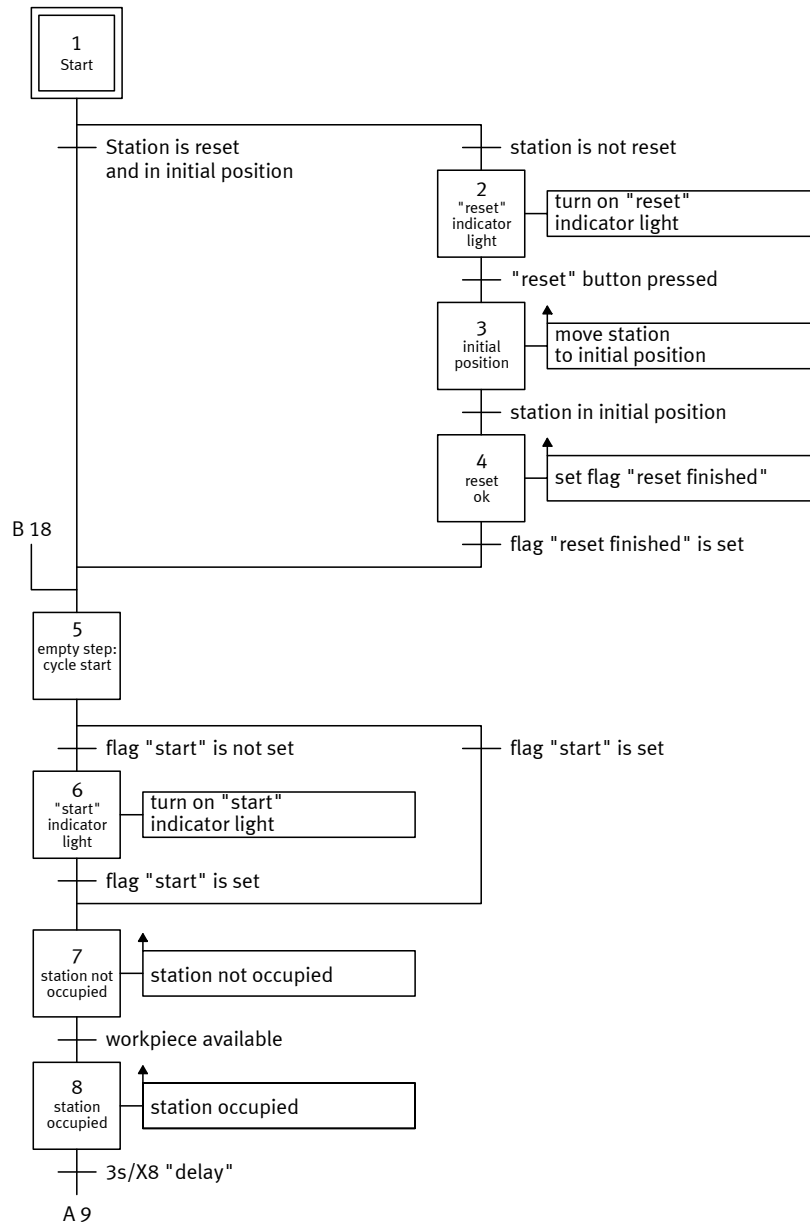 1
Start
Station is reset
and in initial position
station is not reset
2
"reset"
indicator
light
turn on "reset"
indicator light
"reset" button pressed
3
initial
position
move station
to initial position
station in initial position
4
reset
ok
set flag "reset finished"
B 18
flag "reset finished" is set
5
empty step:
cycle start
flag "start" is not set
flag "start" is set
6
"start"
indicator
light
turn on "start"
indicator light
flag "start" is set
7
station not
occupied
station not occupied
workpiece available
8
station
occupied
station occupied
3s/X8 "delay"
A 9